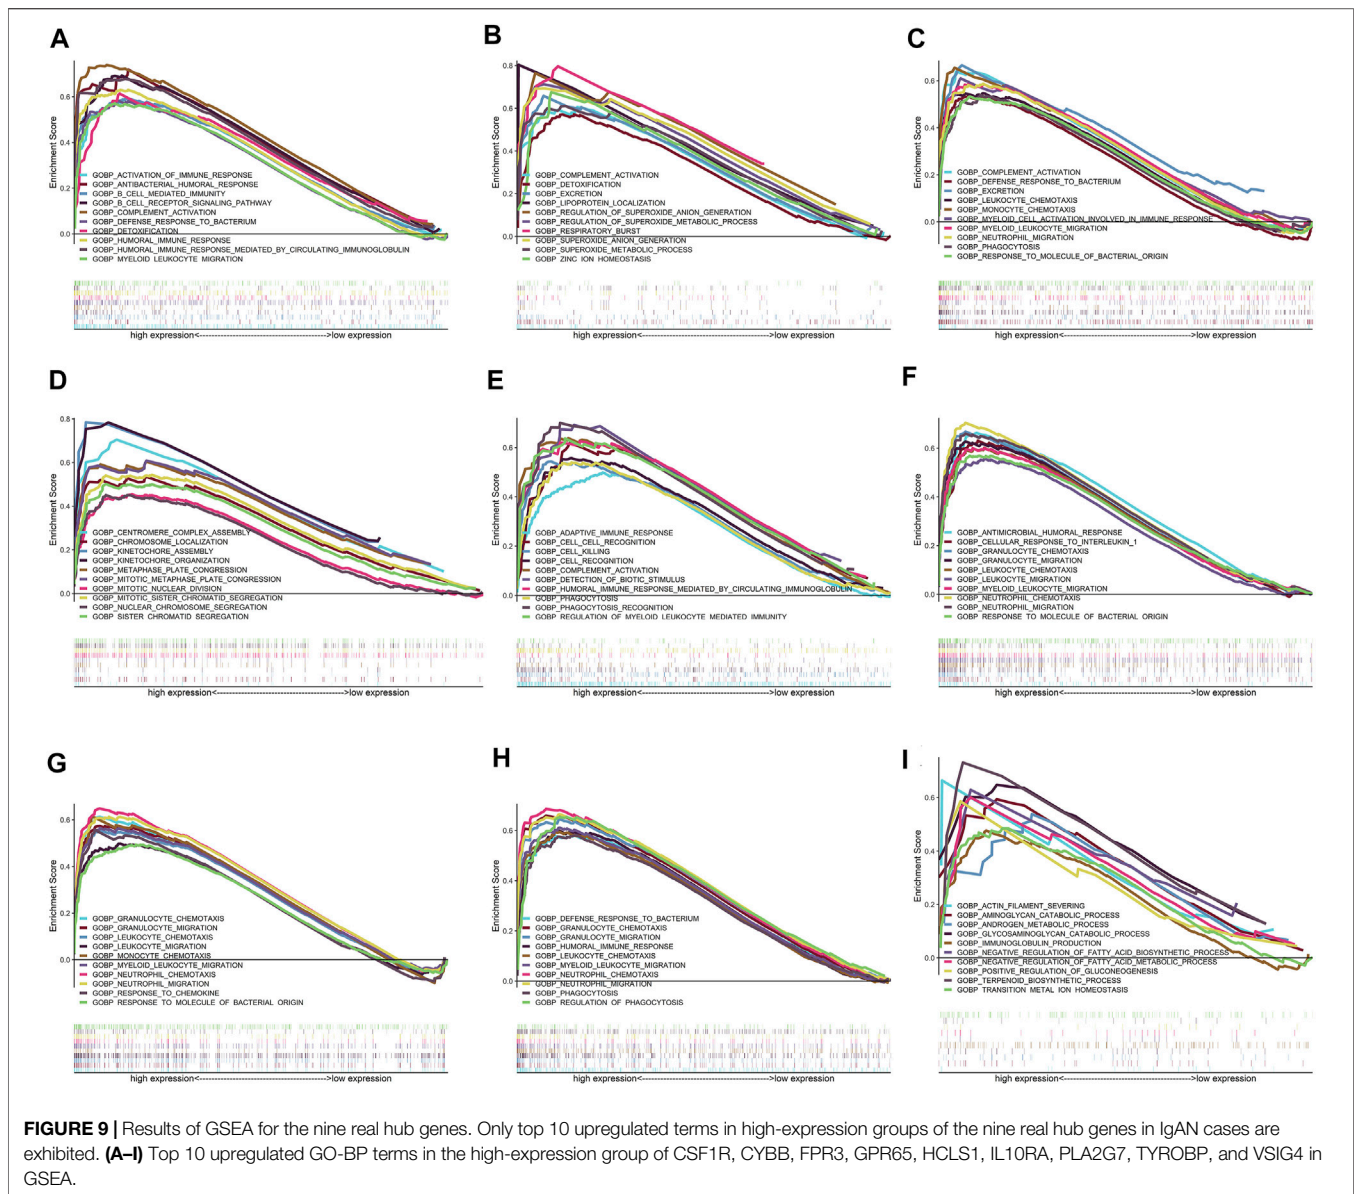 A
Enrichment Score
0.6
0.4
0.2
0.0
GOBP_ACTIVATION_OF_IMMUNE_RESPONSE
GOBP_ANTIBACTERIAL_HUMORAL_RESPONSE
GOBP_B_CELL_MEDIATED_IMMUNITY
GOBP_B_CELL_RECEPTOR_SIGNALING_PATHWAY
GOBP_COMPLEMENT_ACTIVATION
GOBP_DEFENSE_RESPONSE_TO_BACTERIUM
GOBP_DETOXIFICATION
GOBP_HUMORAL_IMMUNE_RESPONSE
GOBP_HUMORAL_IMMUNE_RESPONSE_MEDIATED_BY_CIRCULATING_IMMUNOGLOBULIN
GOBP_MYELOID_LEUKOCYTE_MIGRATION
high expression<---------------------------->low expression
B
Enrichment Score
0.8
0.6
0.4
0.2
0.0
GOBP_COMPLEMENT_ACTIVATION
GOBP_DETOXIFICATION
GOBP_EXCRETION
GOBP_LIPOPROTEIN_LOCALIZATION
GOBP_REGULATION_OF_SUPEROXIDE_ANION_GENERATION
GOBP_REGULATION_OF_SUPEROXIDE_METABOLIC_PROCESS
GOBP_RESPIRATORY_BURST
GOBP_SUPEROXIDE_ANION_GENERATION
GOBP_SUPEROXIDE_METABOLIC_PROCESS
GOBP_ZINC_ION_HOMEOSTASIS
high expression<---------------------------->low expression
C
Enrichment Score
0.6
0.4
0.2
0.0
GOBP_COMPLEMENT_ACTIVATION
GOBP_DEFENSE_RESPONSE_TO_BACTERIUM
GOBP_EXCRETION
GOBP_LEUKOCYTE_CHEMOTAXIS
GOBP_MONOCYTE_CHEMOTAXIS
GOBP_MYELOID_CELL_ACTIVATION_INVOLVED_IN_IMMUNE_RESPONSE
GOBP_MYELOID_LEUKOCYTE_MIGRATION
GOBP_NEUTROPHIL_MIGRATION
GOBP_PHAGOCYTOSIS
GOBP_RESPONSE_TO_MOLECULE_OF_BACTERIAL_ORIGIN
high expression<---------------------------->low expression
D
Enrichment Score
0.8
0.6
0.4
0.2
0.0
GOBP_CENTROMERE_COMPLEX_ASSEMBLY
GOBP_CHROMOSOME_LOCALIZATION
GOBP_KINETOCHORE_ASSEMBLY
GOBP_KINETOCHORE_ORGANIZATION
GOBP_METAPHASE_PLATE_CONGRESSION
GOBP_MITOTIC_METAPHASE_PLATE_CONGRESSION
GOBP_MITOTIC_NUCLEAR_DIVISION
GOBP_MITOTIC_SISTER_CHROMATID_SEGREGATION
GOBP_NUCLEAR_CHROMOSOME_SEGREGATION
GOBP_SISTER_CHROMATID_SEGREGATION
high expression<---------------------------->low expression
E
Enrichment Score
0.6
0.4
0.2
0.0
GOBP_ADAPTIVE_IMMUNE_RESPONSE
GOBP_CELL_CELL_RECOGNITION
GOBP_CELL_KILLING
GOBP_CELL_RECOGNITION
GOBP_COMPLEMENT_ACTIVATION
GOBP_DETECTION_OF_BIOTIC_STIMULUS
GOBP_HUMORAL_IMMUNE_RESPONSE_MEDIATED_BY_CIRCULATING_IMMUNOGLOBULIN
GOBP_PHAGOCYTOSIS
GOBP_PHAGOCYTOSIS_RECOGNITION
GOBP_REGULATION_OF_MYELOID_LEUKOCYTE_MEDIATED_IMMUNITY
high expression<---------------------------->low expression
F
Enrichment Score
0.6
0.4
0.2
0.0
GOBP_ANTIMICROBIAL_HUMORAL_RESPONSE
GOBP_CELLULAR_RESPONSE_TO_INTERLEUKIN_1
GOBP_GRANULOCYTE_CHEMOTAXIS
GOBP_GRANULOCYTE_MIGRATION
GOBP_LEUKOCYTE_CHEMOTAXIS
GOBP_LEUKOCYTE_MIGRATION
GOBP_MYELOID_LEUKOCYTE_MIGRATION
GOBP_NEUTROPHIL_CHEMOTAXIS
GOBP_NEUTROPHIL_MIGRATION
GOBP_RESPONSE_TO_MOLECULE_OF_BACTERIAL_ORIGIN
high expression<---------------------------->low expression
G
Enrichment Score
0.6
0.4
0.2
0.0
GOBP_GRANULOCYTE_CHEMOTAXIS
GOBP_GRANULOCYTE_MIGRATION
GOBP_LEUKOCYTE_CHEMOTAXIS
GOBP_LEUKOCYTE_MIGRATION
GOBP_MONOCYTE_CHEMOTAXIS
GOBP_MYELOID_LEUKOCYTE_MIGRATION
GOBP_NEUTROPHIL_CHEMOTAXIS
GOBP_NEUTROPHIL_MIGRATION
GOBP_RESPONSE_TO_CHEMOKINE
GOBP_RESPONSE_TO_MOLECULE_OF_BACTERIAL_ORIGIN
high expression<---------------------------->low expression
H
Enrichment Score
0.6
0.4
0.2
0.0
GOBP_DEFENSE_RESPONSE_TO_BACTERIUM
GOBP_GRANULOCYTE_CHEMOTAXIS
GOBP_GRANULOCYTE_MIGRATION
GOBP_HUMORAL_IMMUNE_RESPONSE
GOBP_LEUKOCYTE_CHEMOTAXIS
GOBP_MYELOID_LEUKOCYTE_MIGRATION
GOBP_NEUTROPHIL_CHEMOTAXIS
GOBP_NEUTROPHIL_MIGRATION
GOBP_PHAGOCYTOSIS
GOBP_REGULATION_OF_PHAGOCYTOSIS
high expression<---------------------------->low expression
I
Enrichment Score
0.6
0.4
0.2
0.0
GOBP_ACTIN_FILAMENT_SEVERING
GOBP_AMINOGLYCAN_CATABOLIC_PROCESS
GOBP_ANDROGEN_METABOLIC_PROCESS
GOBP_GLYCOSAMINOGLYCAN_CATABOLIC_PROCESS
GOBP_IMMUNOGLOBULIN_PRODUCTION
GOBP_NEGATIVE_REGULATION_OF_FATTY_ACID_BIOSYNTHETIC_PROCESS
GOBP_NEGATIVE_REGULATION_OF_FATTY_ACID_METABOLIC_PROCESS
GOBP_POSITIVE_REGULATION_OF_GLUCONEOGENESIS
GOBP_TERPENOID_BIOSYNTHETIC_PROCESS
GOBP_TRANSITION_METAL_ION_HOMEOSTASIS
high expression<---------------------------->low expression
FIGURE 9 | Results of GSEA for the nine real hub genes. Only top 10 upregulated terms in high-expression groups of the nine real hub genes in IgAN cases are
exhibited. (A–I) Top 10 upregulated GO-BP terms in the high-expression group of CSF1R, CYBB, FPR3, GPR65, HCLS1, IL10RA, PLA2G7, TYROBP, and VSIG4 in
GSEA.